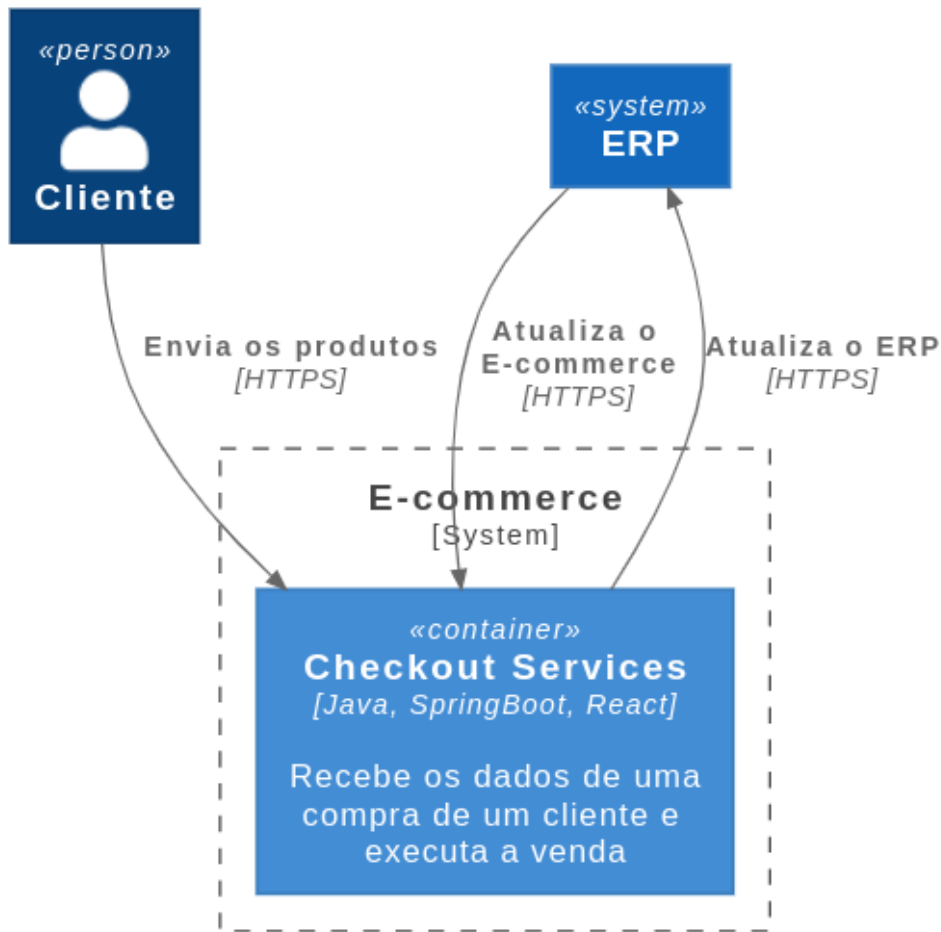 «person»
Cliente
«system»
ERP
Envia os produtos
[HTTPS]
Atualiza o
E-commerce
[HTTPS]
Atualiza o ERP
[HTTPS]
E-commerce
[System]
«container»
Checkout Services
[Java, SpringBoot, React]
Recebe os dados de uma
compra de um cliente e
executa a venda